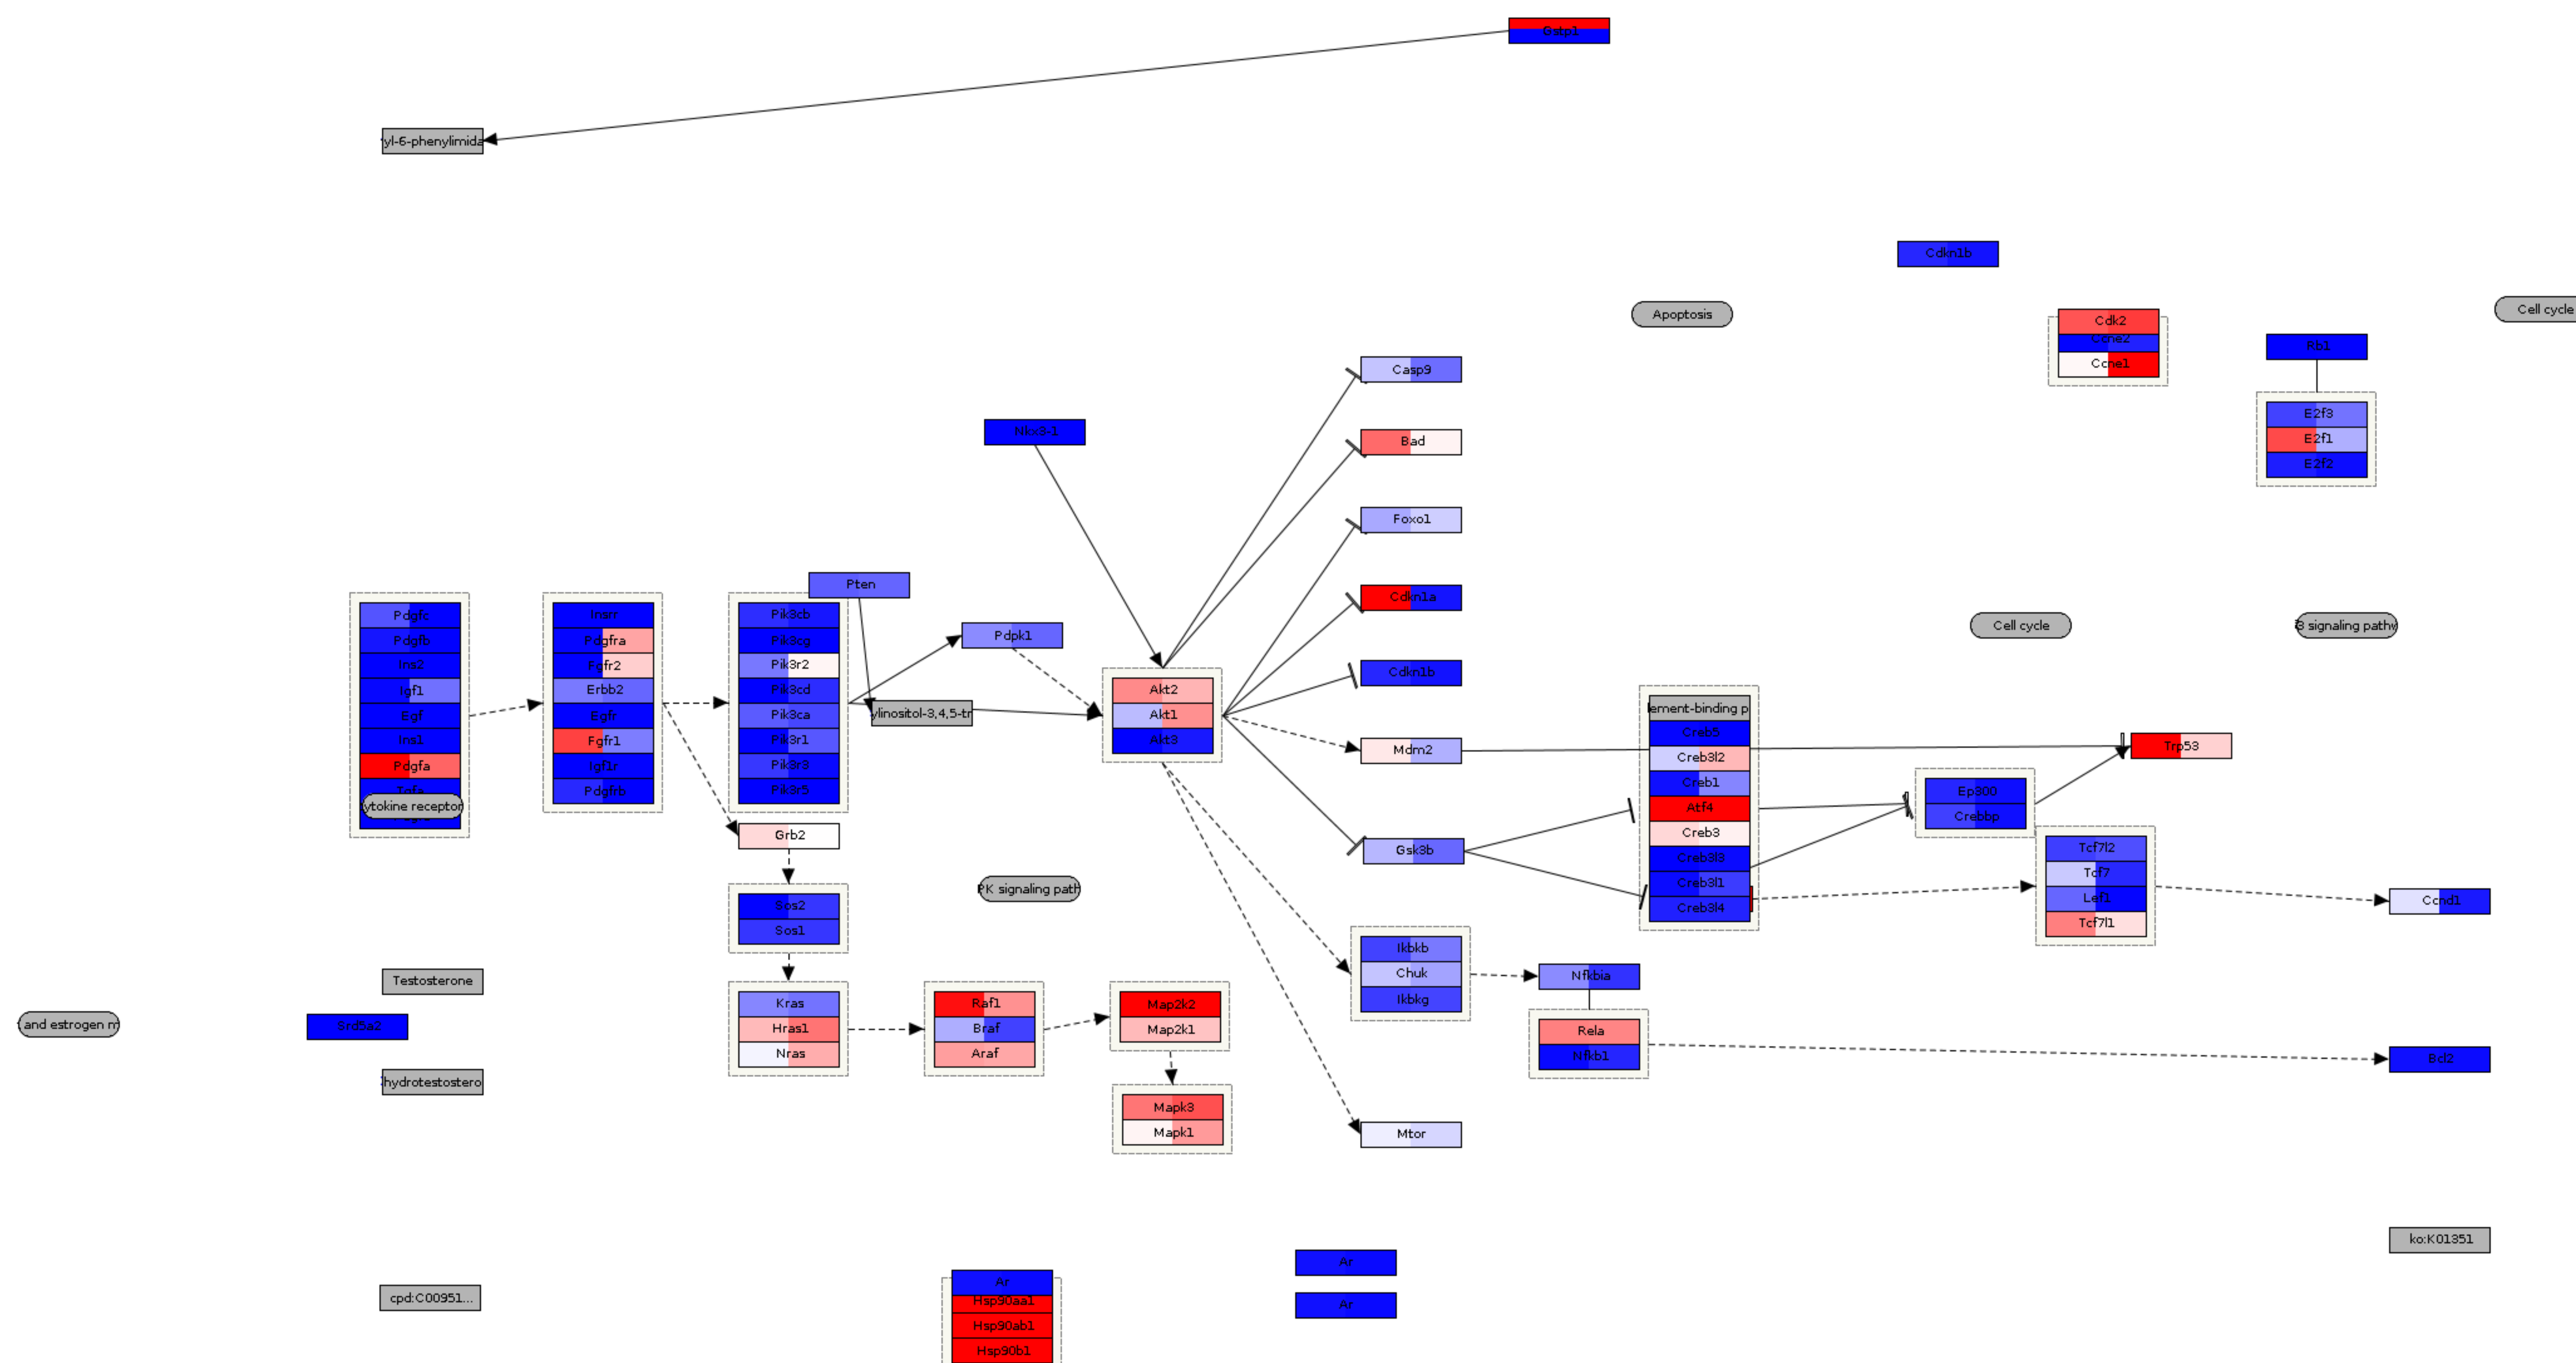 Gstp1
yl-6-phenylimida
Cdkn1b
Apoptosis
Cell cycle
Cdk2
Ccne2
Ccne1
Rb1
E2f3
E2f1
E2f2
Casp9
Nkx3-1
Bad
Foxo1
Pten
Cdkn1a
Pdgfc
Pdgfb
Ins2
Igf1
Egf
Ins1
Pdgfa
ytokine receptor
Insrr
Pdgfra
Fgfr2
Erbb2
Egfr
Fgfr1
Igf1r
Pdgfrb
Pik3cb
Pik3cg
Pik3r2
Pik3cd
Pik3ca
Pik3r1
Pik3r3
Pik3r5
Pdpk1
ylinositol-3,4,5-tr
Akt2
Akt1
Akt3
Cdkn1b
Mdm2
Gsk3b
Cell cycle
3 signaling pathw
lement-binding p
Creb5
Creb3l2
Creb1
Atf4
Creb3
Creb3l3
Creb3l1
Creb3l4
Trp53
Ep300
Crebbp
Tcf7l2
Tcf7
Lef1
Tcf7l1
Ccnd1
Grb2
PK signaling path
Sos2
Sos1
Testosterone
and estrogen m
Srd5a2
hydrotestostero
Kras
Hras1
Nras
Raf1
Braf
Araf
Map2k2
Map2k1
Mapk3
Mapk1
Ikbkb
Chuk
Ikbkg
Nfkbia
Rela
Nfkb1
Bcl2
Mtor
ko:K01351
cpd:C00951...
Ar
Hsp90aa1
Hsp90ab1
Hsp90b1
Ar
Ar